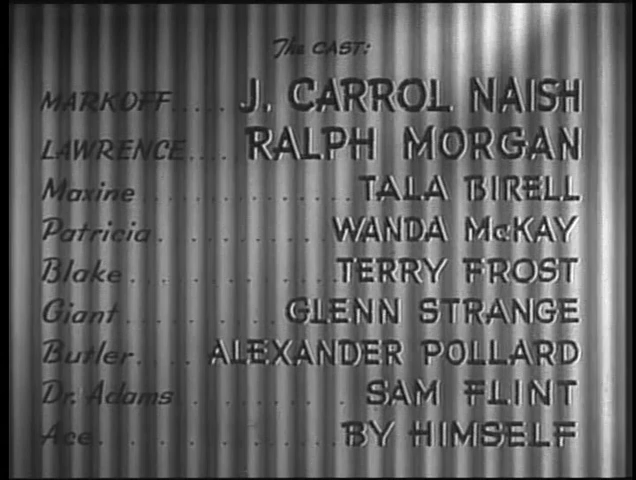 The CAST:
MARKOFF..... J. CARROL NAISH
LAWRENCE.... RALPH MORGAN
Maxine .............. TALA BIRELL
Patricia. .......... WANDA McKAY
Blake. ............ TERRY FROST
Giant .......... GLENN STRANGE
Butler.... ALEXANDER POLLARD
Dr. Adams .......... SAM FLINT
Ace. .............. BY HIMSELF